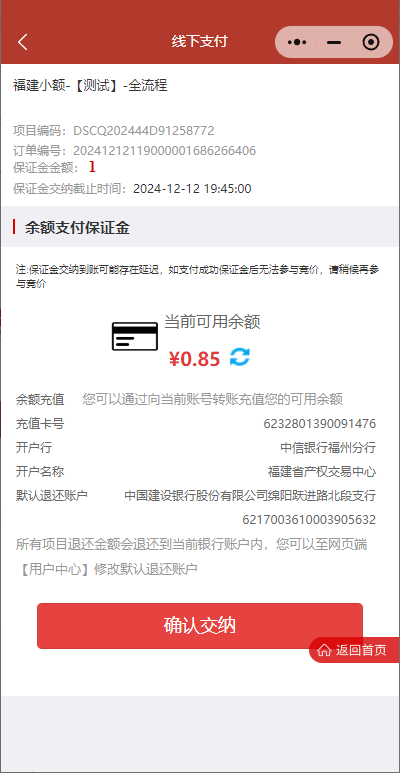 线下支付
福建小额-【测试】-全流程
项目编码：DSCQ202444D91258772
订单编号：20241212119000001686266406
保证金金额： 1
保证金交纳截止时间：2024-12-12 19:45:00
余额支付保证金
注:保证金交纳到账可能存在延迟，如支付成功保证金后无法参与竞价，请稍候再参
与竞价
当前可用余额
¥0.85
余额充值 您可以通过向当前账号转账充值您的可用余额
充值卡号 6232801390091476
开户行 中信银行福州分行
开户名称 福建省产权交易中心
默认退还账户 中国建设银行股份有限公司绵阳跃进路北段支行
6217003610003905632
所有项目退还金额会退还到当前银行账户内，您可以至网页端
【用户中心】修改默认退还账户
确认交纳
返回首页